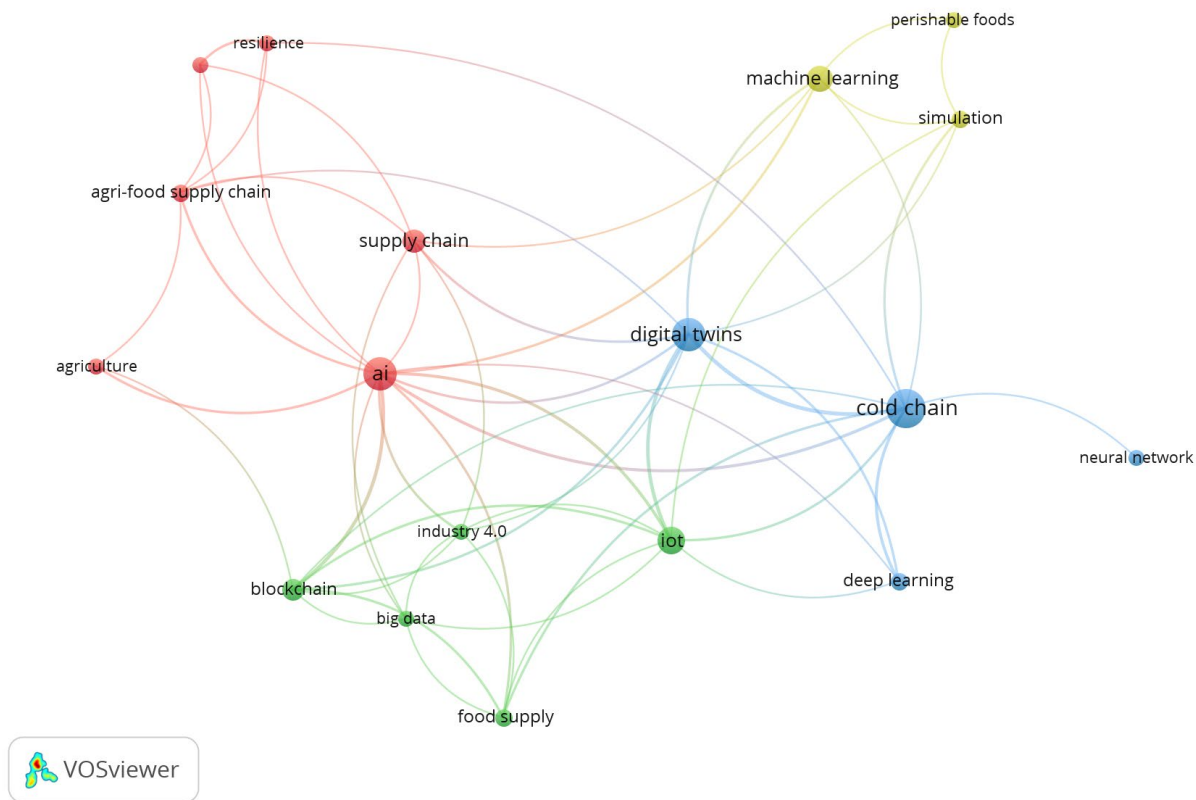 perishable foods
resilience
machine learning
simulation
agri-food supply chain
supply chain
digital twins
agriculture
ai
cold chain
neural network
industry 4.0
iot
deep learning
blockchain
big data
food supply
VOSviewer